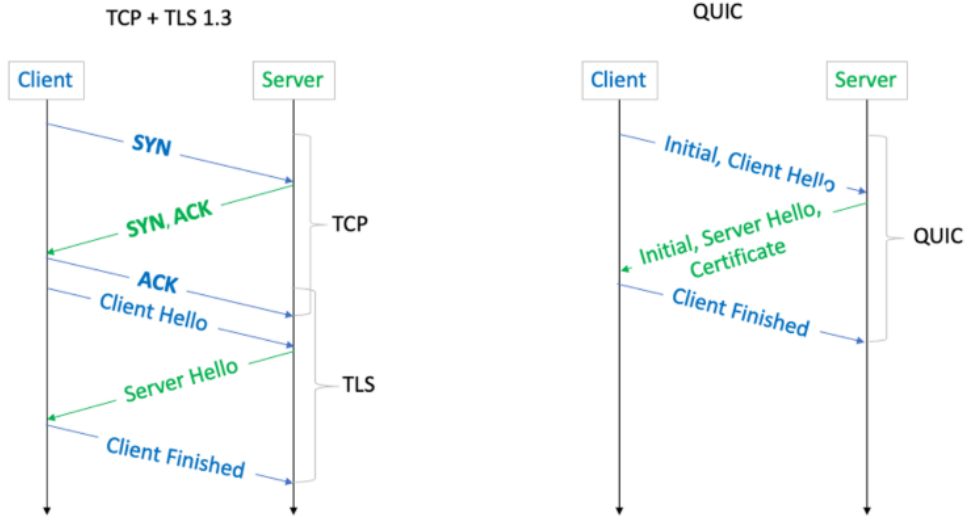 TCP + TLS 1.3
Client
Server
SYN
SYN, ACK
TCP
ACK
Client Hello
Server Hello
TLS
Client Finished
QUIC
Client
Server
Initial, Client Hello
Initial, Server Hello,
Certificate
QUIC
Client Finished